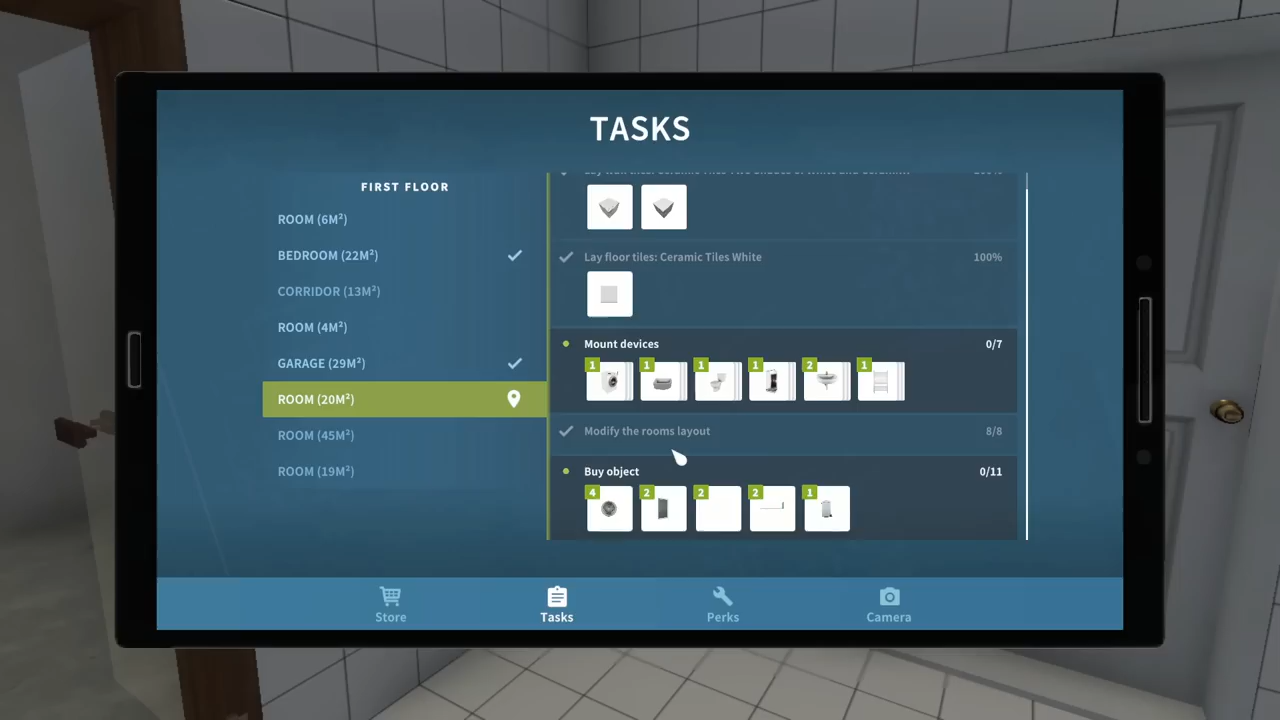 TASKS
FIRST FLOOR
ROOM (6M²)
BEDROOM (22M²)
CORRIDOR (13M²)
ROOM (4M²)
GARAGE (29M²)
ROOM (20M²)
ROOM (45M²)
ROOM (19M²)
Lay floor tiles: Ceramic Tiles White 100%
Mount devices 0/7
1 1 1 1 2 1
Modify the rooms layout 8/8
Buy object 0/11
4 2 2 2 1
Store Tasks Perks Camera